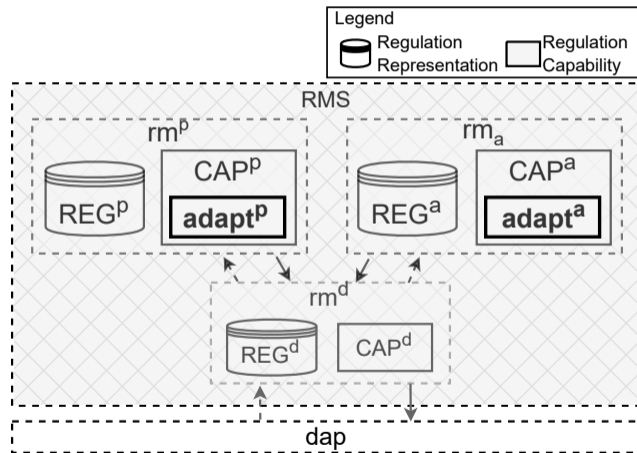 Legend
Regulation Representation
Regulation Capability
RMS
rm^p
REG^p
CAP^p
adapt^p
rm_a
REG^a
CAP^a
adapt^a
rm^d
REG^d
CAP^d
dap